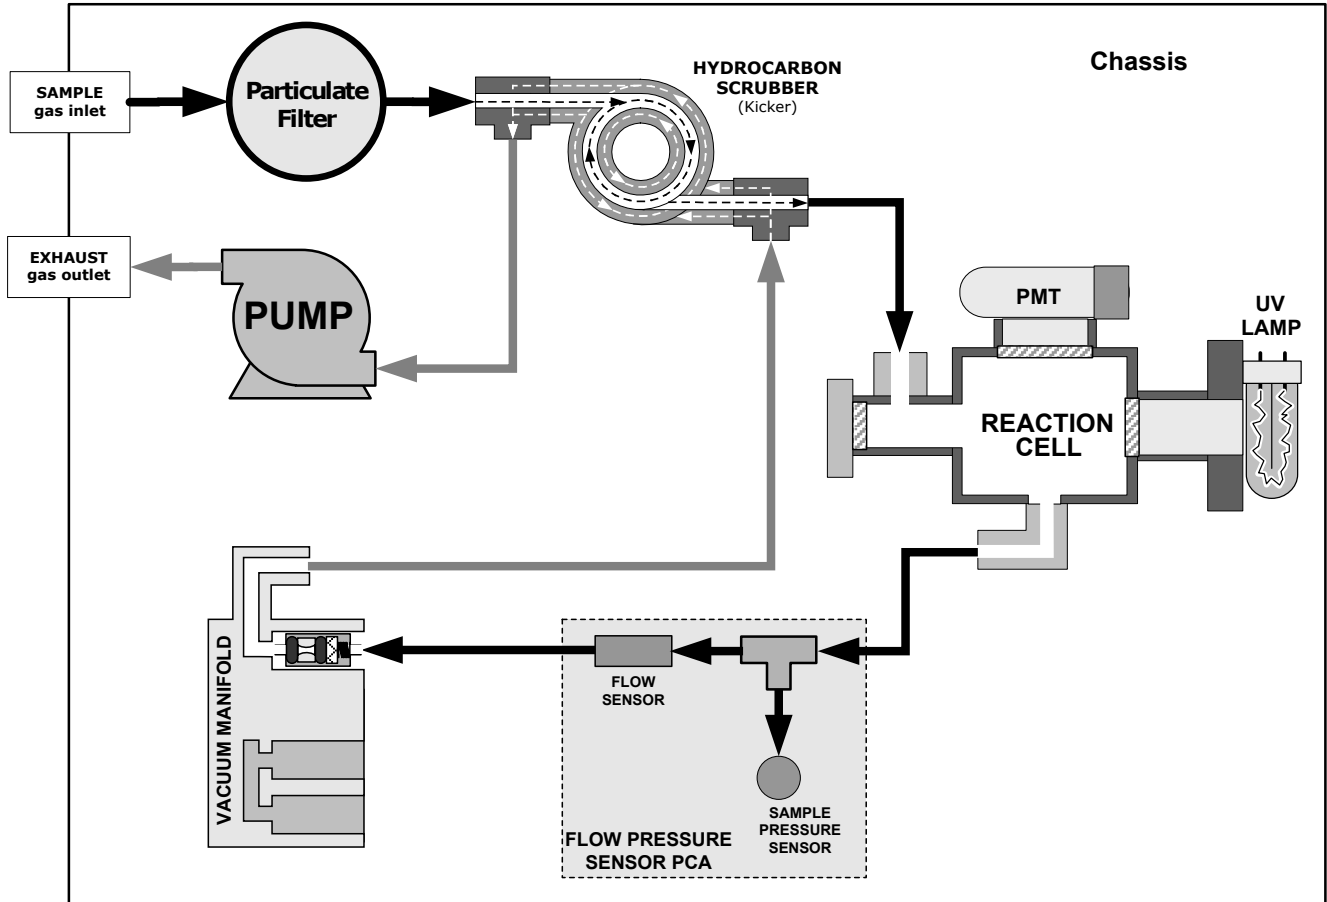 Chassis
SAMPLE
gas inlet
Particulate
Filter
HYDROCARBON
SCRUBBER
(Kicker)
EXHAUST
gas outlet
PUMP
PMT
UV
LAMP
REACTION
CELL
VACUUM MANIFOLD
FLOW
SENSOR
SAMPLE
PRESSURE
SENSOR
FLOW PRESSURE
SENSOR PCA